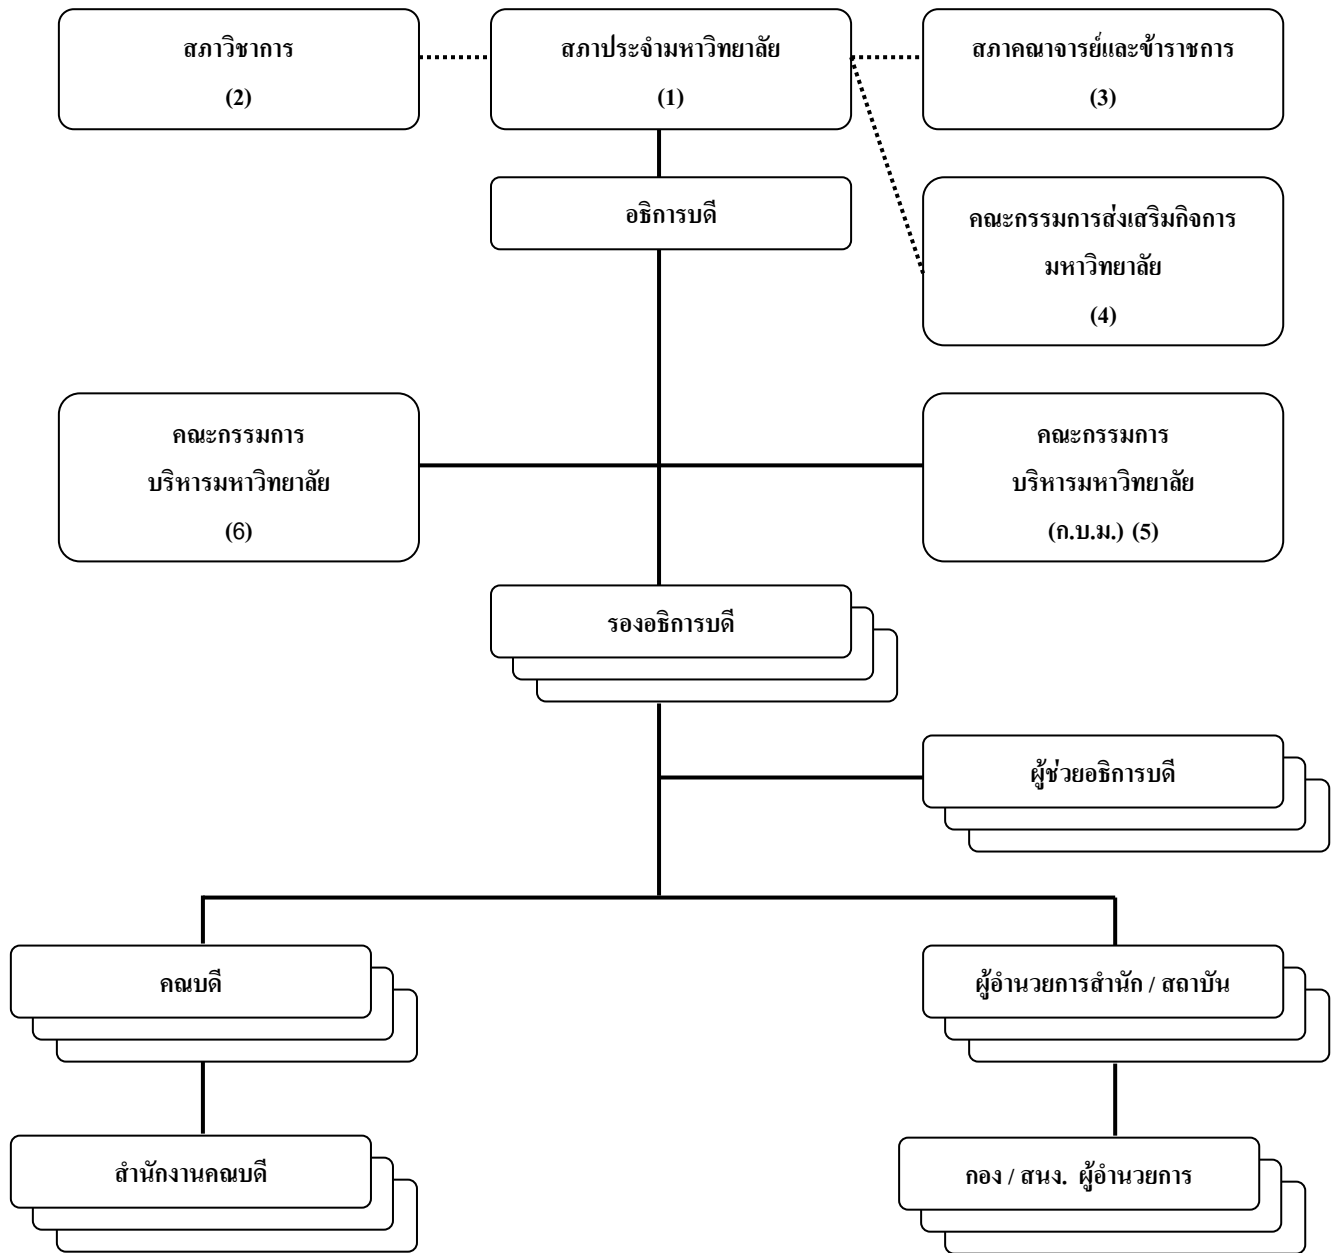 สภาวิชาการ
(2)
สภาประจำมหาวิทยาลัย
(1)
สภาคณาจารย์และข้าราชการ
(3)
อธิการบดี
คณะกรรมการส่งเสริมกิจการ
มหาวิทยาลัย
(4)
คณะกรรมการ
บริหารมหาวิทยาลัย
(6)
คณะกรรมการ
บริหารมหาวิทยาลัย
(ก.บ.ม.) (5)
รองอธิการบดี
ผู้ช่วยอธิการบดี
คณบดี
ผู้อำนวยการสำนัก / สถาบัน
สำนักงานคณบดี
กอง / สนง. ผู้อำนวยการ